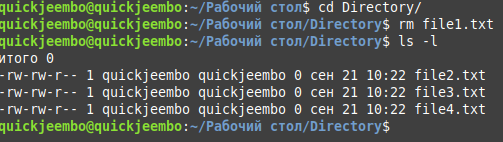 quickjeembo@quickjeembo:~/Рабочий стол$ cd Directory/
quickjeembo@quickjeembo:~/Рабочий стол/Directory$ rm file1.txt
quickjeembo@quickjeembo:~/Рабочий стол/Directory$ ls -l
итого 0
-rw-rw-r-- 1 quickjeembo quickjeembo 0 сен 21 10:22 file2.txt
-rw-rw-r-- 1 quickjeembo quickjeembo 0 сен 21 10:22 file3.txt
-rw-rw-r-- 1 quickjeembo quickjeembo 0 сен 21 10:22 file4.txt
quickjeembo@quickjeembo:~/Рабочий стол/Directory$